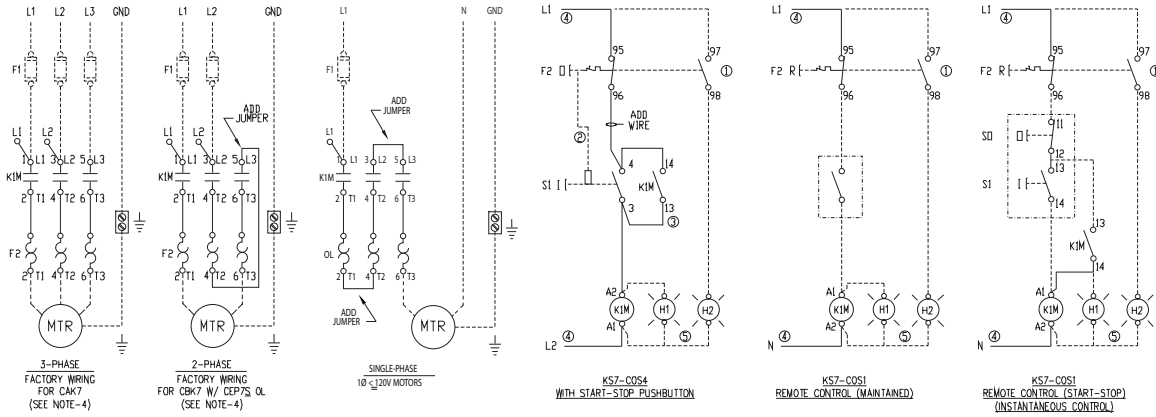 L1 L2 L3 GND
F1
L1 L2
1 L1 3 L2 5 L3
K1M
2 T1 4 T2 6 T3
F2
2 T1 4 T2 6 T3
MTR
3-PHASE
FACTORY WIRING
FOR CAK7
(SEE NOTE-4)
L1 L2 GND
F1
ADD
JUMPER
L1 L2
1 L1 3 L2 5 L3
K1M
2 T1 4 T2 6 T3
F2
2 T1 4 T2 6 T3
MTR
2-PHASE
FACTORY WIRING
FOR CBK7 W/ CEP7S OL
(SEE NOTE-4)
L1 N GND
F1
ADD
JUMPER
L1
1 L1 3 L2 5 L3
K1M
2 T1 4 T2 6 T3
OL
2 T1 4 T2 6 T3
ADD
JUMPER
MTR
SINGLE-PHASE
1Ø ≤ 120V MOTORS
L1
④
95 97
F2
①
96 98
ADD
WIRE
②
4 14
S1 K1M
3 13
③
A2
K1M H1 H2
A1
④ ⑤
L2
KS7-COS4
WITH START-STOP PUSHBUTTON
L1
④
95 97
F2 R
①
96 98
A1
K1M H1 H2
A2
④ ⑤
N
KS7-COS1
REMOTE CONTROL (MAINTAINED)
L1
④
95 97
F2 R
①
96 98
11
S0
12
13
S1
14
13
K1M
14
A1
K1M H1 H2
A2
④ ⑤
N
KS7-COS1
REMOTE CONTROL (START-STOP)
(INSTANTANEOUS CONTROL)